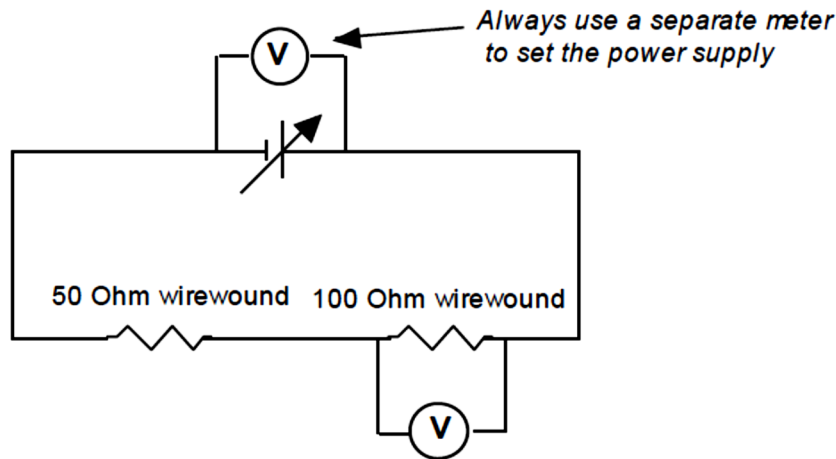 Always use a separate meter
to set the power supply
V
50 Ohm wirewound
100 Ohm wirewound
V